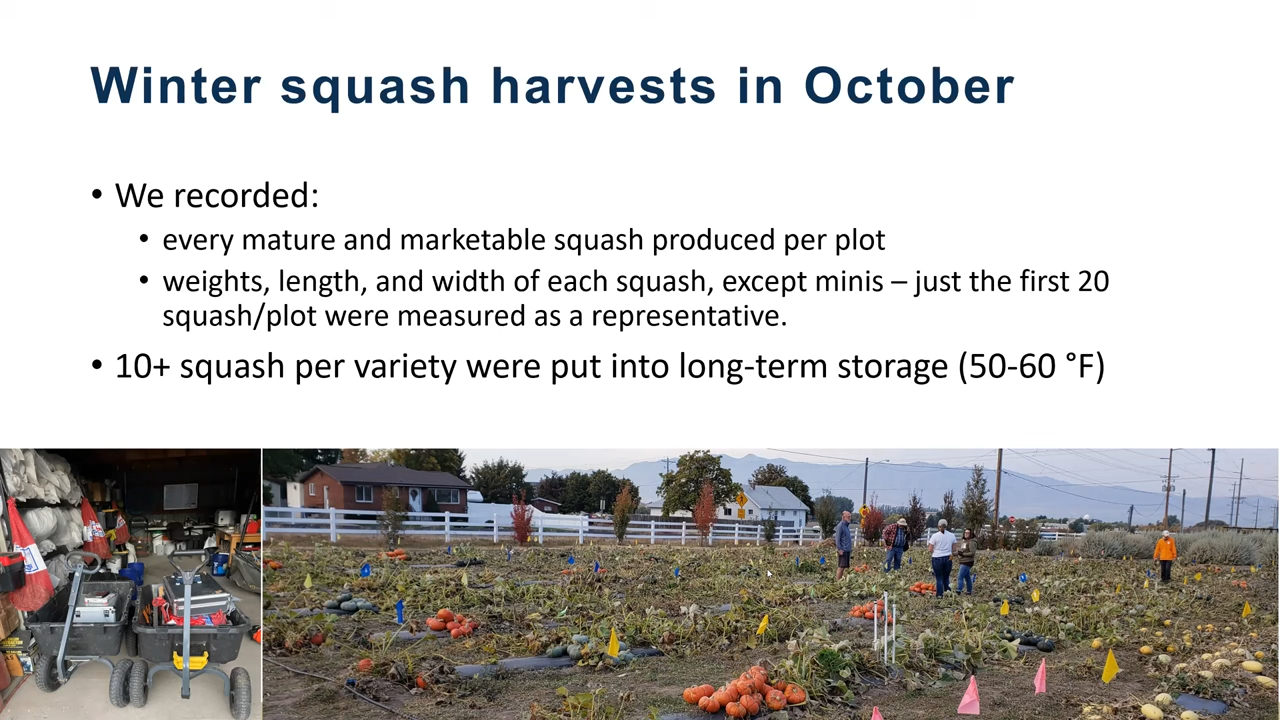 Winter squash harvests in October
• We recorded:
• every mature and marketable squash produced per plot
• weights, length, and width of each squash, except minis – just the first 20
squash/plot were measured as a representative.
• 10+ squash per variety were put into long-term storage (50-60 °F)